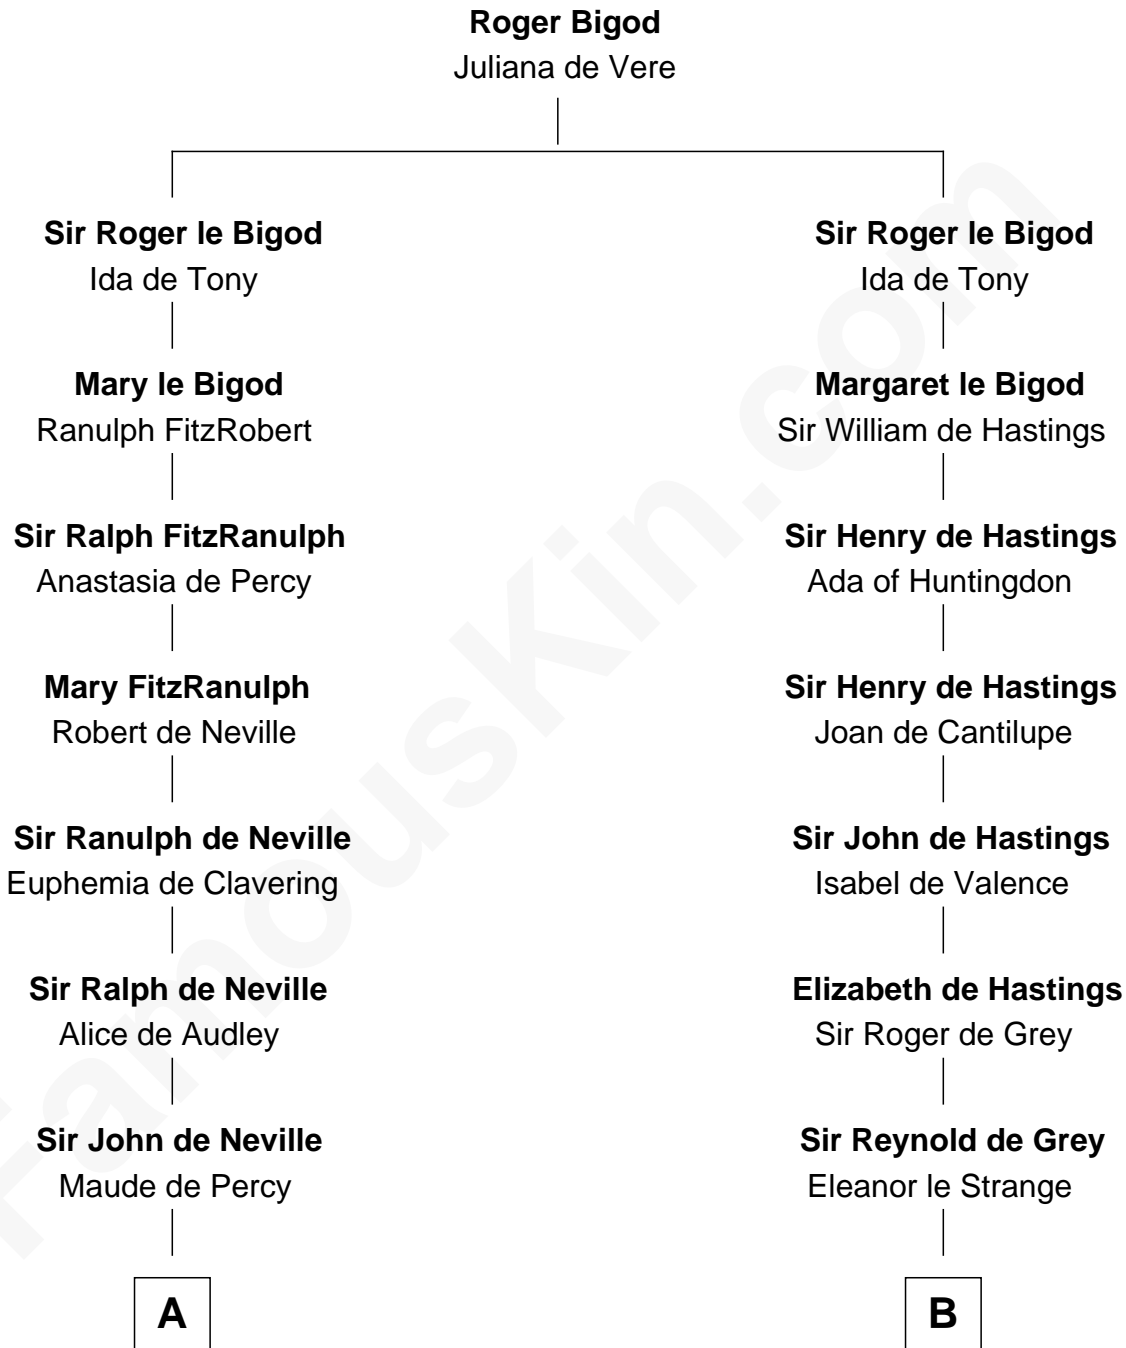 Roger Bigod
Juliana de Vere
Sir Roger le Bigod
Ida de Tony
Mary le Bigod
Ranulph FitzRobert
Sir Ralph FitzRanulph
Anastasia de Percy
Mary FitzRanulph
Robert de Neville
Sir Ranulph de Neville
Euphemia de Clavering
Sir Ralph de Neville
Alice de Audley
Sir John de Neville
Maude de Percy
A
Sir Roger le Bigod
Ida de Tony
Margaret le Bigod
Sir William de Hastings
Sir Henry de Hastings
Ada of Huntingdon
Sir Henry de Hastings
Joan de Cantilupe
Sir John de Hastings
Isabel de Valence
Elizabeth de Hastings
Sir Roger de Grey
Sir Reynold de Grey
Eleanor le Strange
B
FamousKin.com